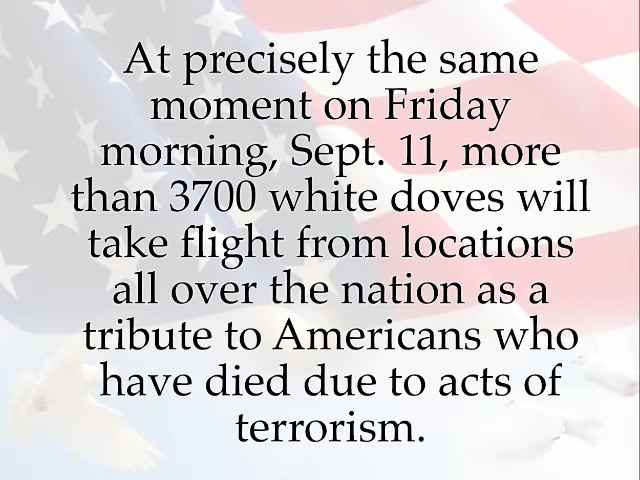 At precisely the same
moment on Friday
morning, Sept. 11, more
than 3700 white doves will
take flight from locations
all over the nation as a
tribute to Americans who
have died due to acts of
terrorism.